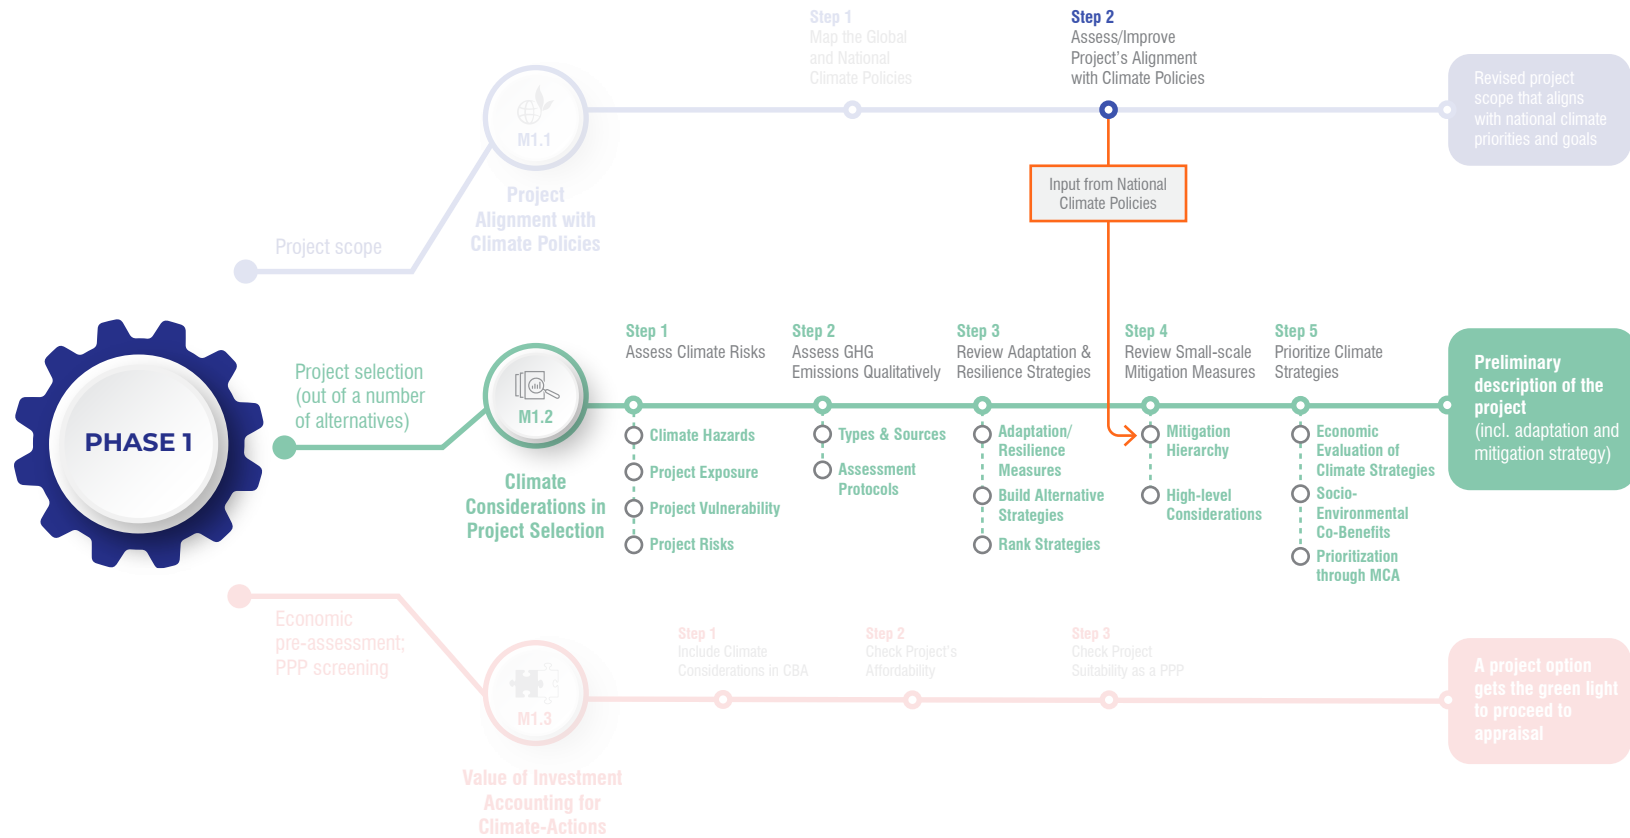 Step 1
Map the Global
and National
Climate Policies
Step 2
Assess/Improve
Project's Alignment
with Climate Policies
Revised project
scope that aligns
with national climate
priorities and goals
M1.1
Project
Alignment with
Climate Policies
Project scope
Input from National
Climate Policies
PHASE 1
Project selection
(out of a number
of alternatives)
M1.2
Climate
Considerations in
Project Selection
Step 1
Assess Climate Risks
Climate Hazards
Project Exposure
Project Vulnerability
Project Risks
Step 2
Assess GHG
Emissions Qualitatively
Types & Sources
Assessment
Protocols
Step 3
Review Adaptation &
Resilience Strategies
Adaptation/
Resilience
Measures
Build Alternative
Strategies
Rank Strategies
Step 4
Review Small-scale
Mitigation Measures
Mitigation
Hierarchy
High-level
Considerations
Step 5
Prioritize Climate
Strategies
Economic
Evaluation of
Climate Strategies
Socio-
Environmental
Co-Benefits
Prioritization
through MCA
Preliminary
description of the
project
(incl. adaptation and
mitigation strategy)
Economic
pre-assessment;
PPP screening
M1.3
Value of Investment
Accounting for
Climate-Actions
Step 1
Include Climate
Considerations in CBA
Step 2
Check Project's
Affordability
Step 3
Check Project
Suitability as a PPP
A project option
gets the green light
to proceed to
appraisal